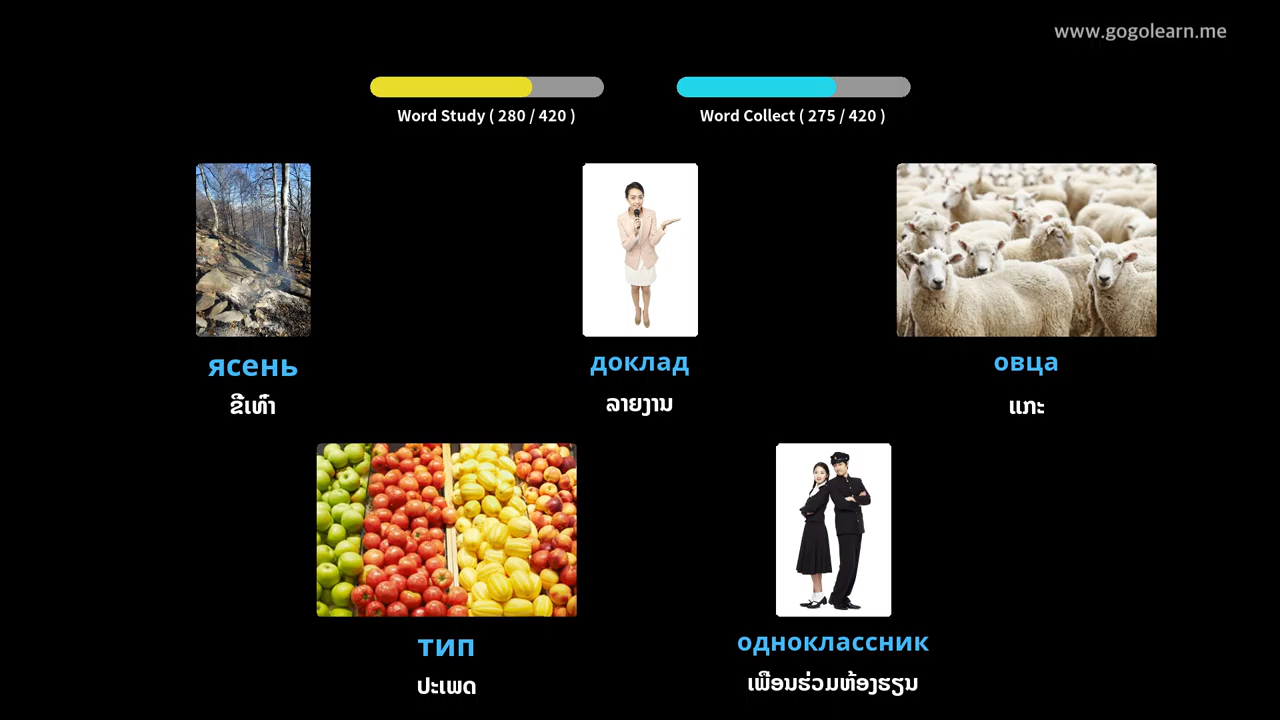 www.gogolearn.me
Word Study ( 280 / 420 )
Word Collect ( 275 / 420 )
ясень
ຂີ້ເທົ່າ
доклад
ລາຍງານ
овца
ແກະ
тип
ປະເພດ
одноклассник
ເພື່ອນຮ່ວມຫ້ອງຮຽນ